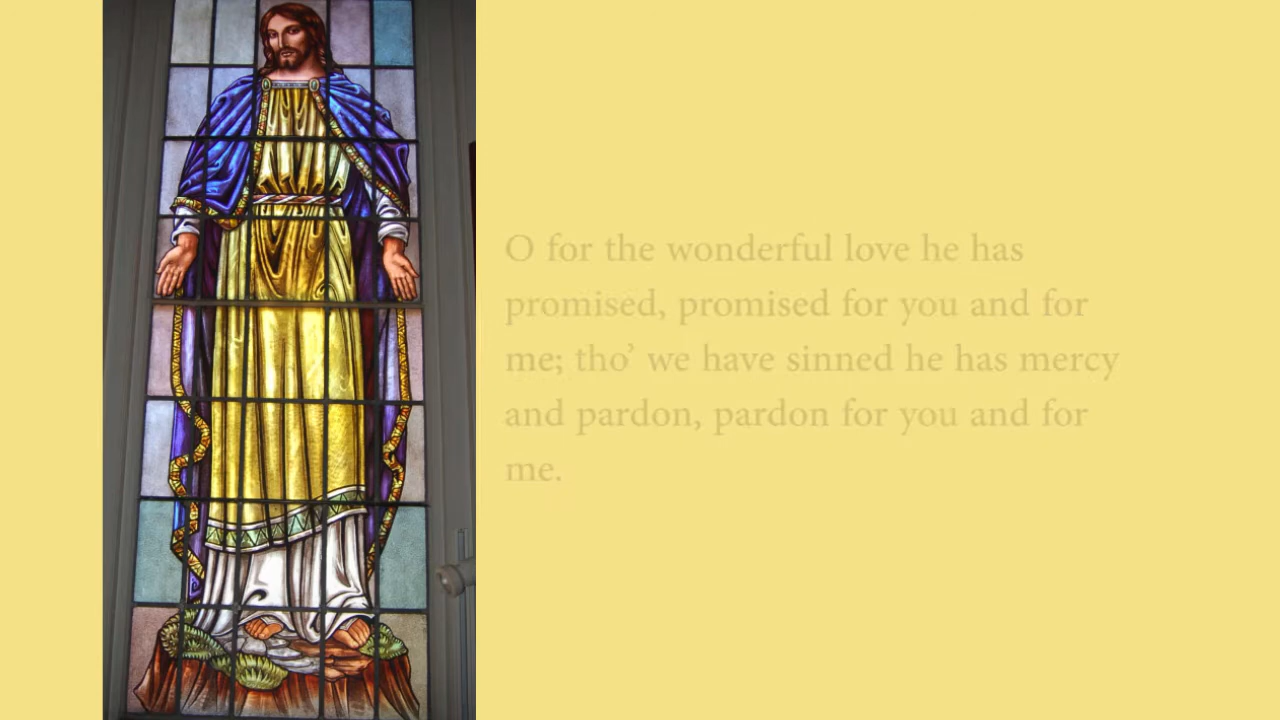 O for the wonderful love he has
promised, promised for you and for
me; tho’ we have sinned he has mercy
and pardon, pardon for you and for
me.